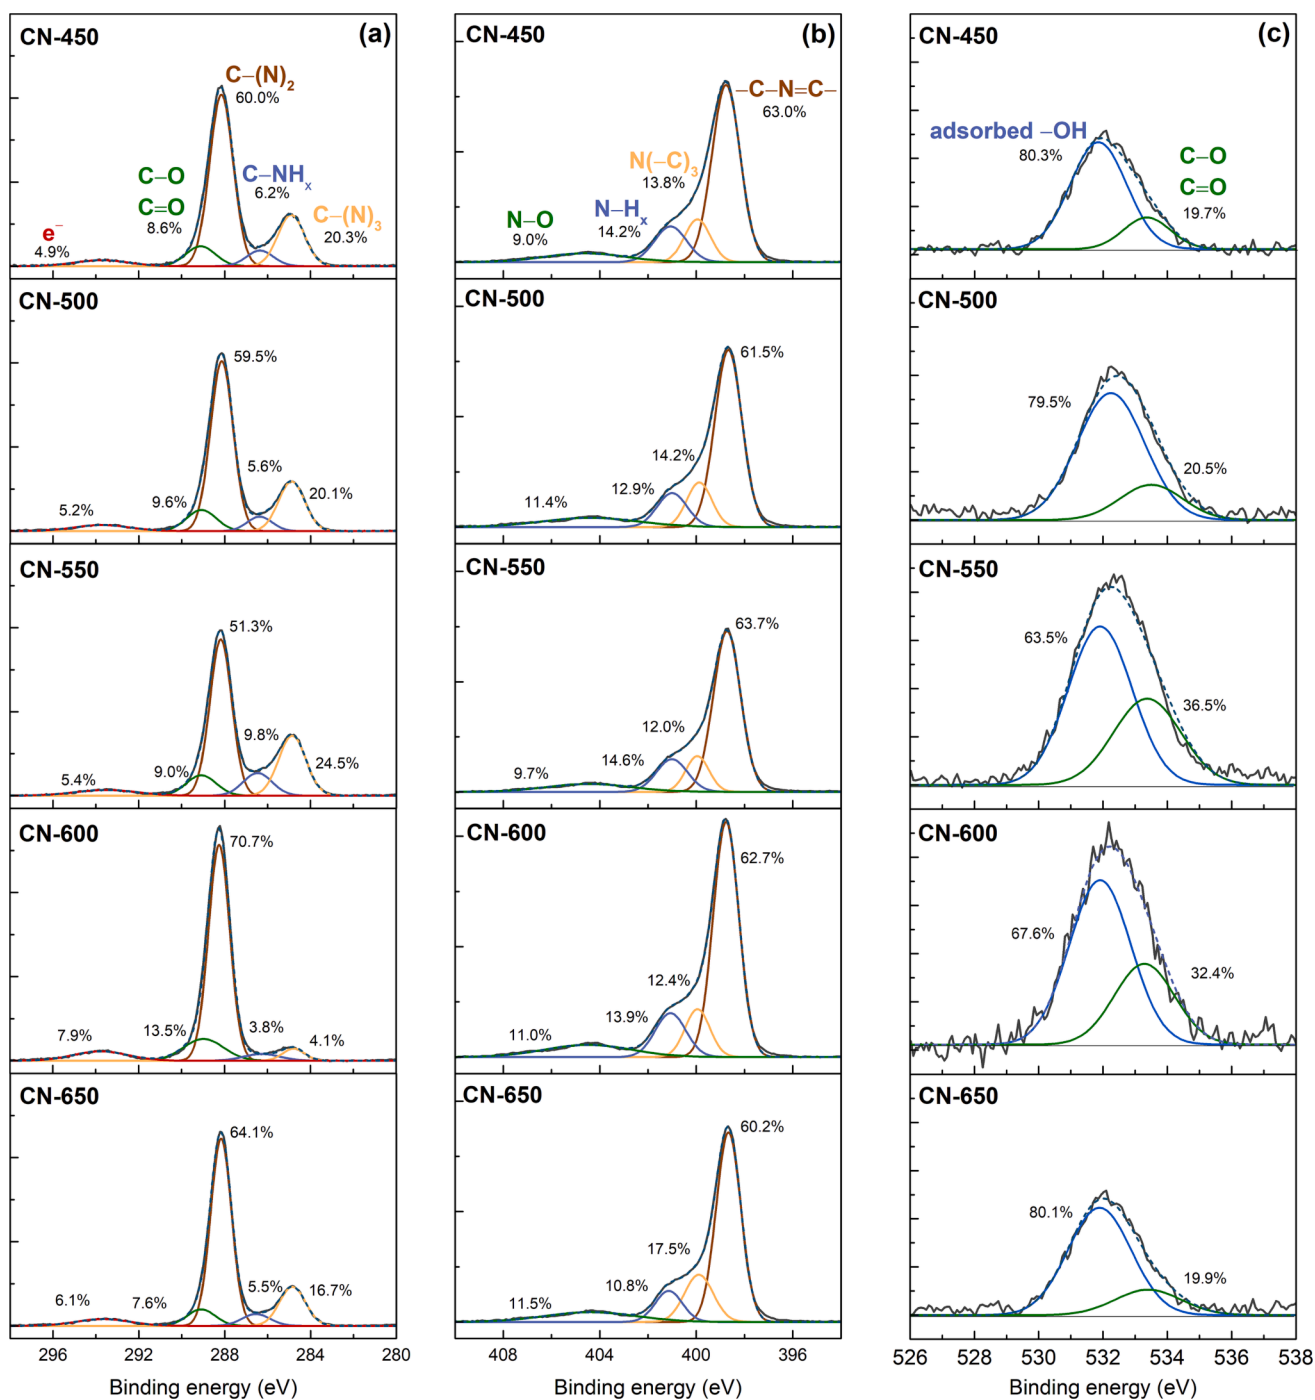 CN-450
(a)
C–(N)₂
60.0%
C–O
C=O
8.6%
C–NHₓ
6.2%
C–(N)₃
20.3%
e⁻
4.9%
CN-500
59.5%
5.6%
9.6%
20.1%
5.2%
CN-550
51.3%
9.8%
9.0%
24.5%
5.4%
CN-600
70.7%
7.9%
13.5%
3.8%
4.1%
CN-650
64.1%
6.1%
7.6%
5.5%
16.7%
296 292 288 284 280
Binding energy (eV)
CN-450
(b)
–C–N=C–
63.0%
N(–C)₃
13.8%
N–O
9.0%
N–Hₓ
14.2%
CN-500
61.5%
14.2%
12.9%
11.4%
CN-550
63.7%
12.0%
14.6%
9.7%
CN-600
62.7%
12.4%
13.9%
11.0%
CN-650
60.2%
17.5%
10.8%
11.5%
408 404 400 396
Binding energy (eV)
CN-450
(c)
adsorbed –OH
80.3%
C–O
C=O
19.7%
CN-500
79.5%
20.5%
CN-550
63.5%
36.5%
CN-600
67.6%
32.4%
CN-650
80.1%
19.9%
526 528 530 532 534 536 538
Binding energy (eV)